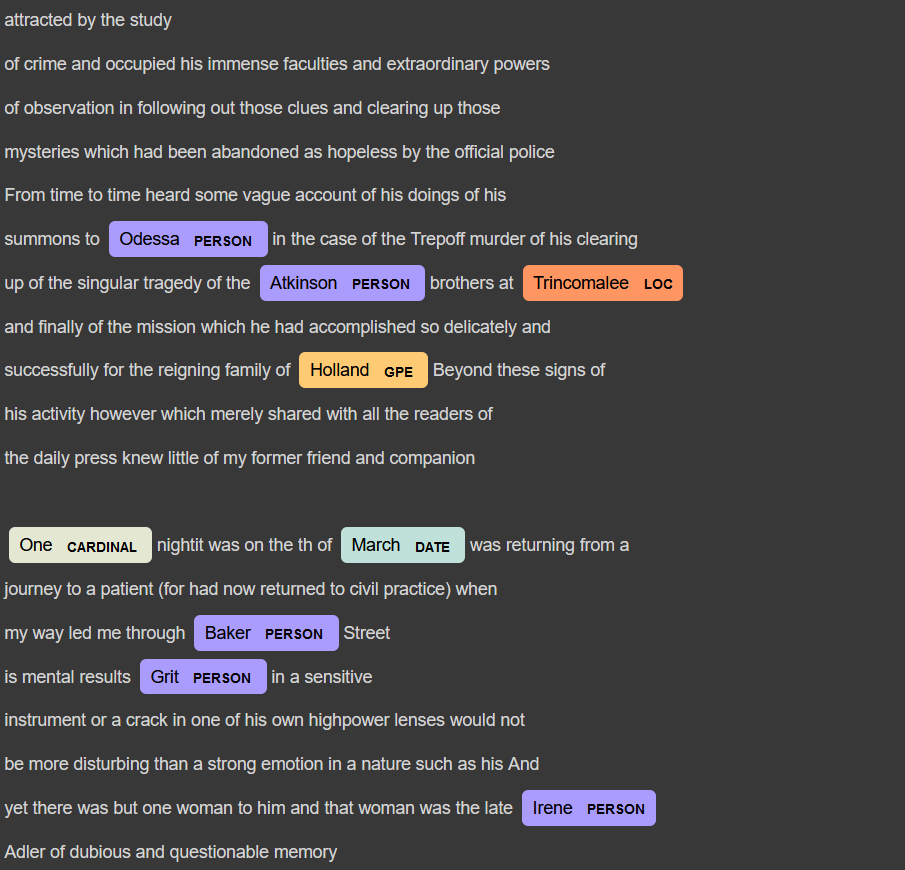 attracted by the study
of crime and occupied his immense faculties and extraordinary powers
of observation in following out those clues and clearing up those
mysteries which had been abandoned as hopeless by the official police
From time to time heard some vague account of his doings of his
summons to Odessa PERSON in the case of the Trepoff murder of his clearing
up of the singular tragedy of the Atkinson PERSON brothers at Trincomalee LOC
and finally of the mission which he had accomplished so delicately and
successfully for the reigning family of Holland GPE Beyond these signs of
his activity however which merely shared with all the readers of
the daily press knew little of my former friend and companion
One CARDINAL nightit was on the th of March DATE was returning from a
journey to a patient (for had now returned to civil practice) when
my way led me through Baker PERSON Street
is mental results Grit PERSON in a sensitive
instrument or a crack in one of his own highpower lenses would not
be more disturbing than a strong emotion in a nature such as his And
yet there was but one woman to him and that woman was the late Irene PERSON
Adler of dubious and questionable memory